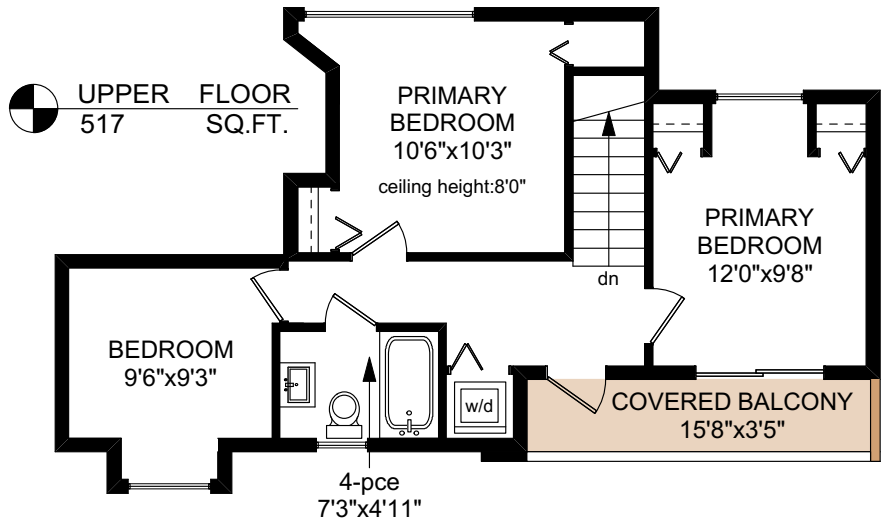 UPPER FLOOR
517 SQ.FT.
PRIMARY
BEDROOM
10'6"x10'3"
ceiling height:8'0"
PRIMARY
BEDROOM
12'0"x9'8"
dn
BEDROOM
9'6"x9'3"
w/d
COVERED BALCONY
15'8"x3'5"
4-pce
7'3"x4'11"